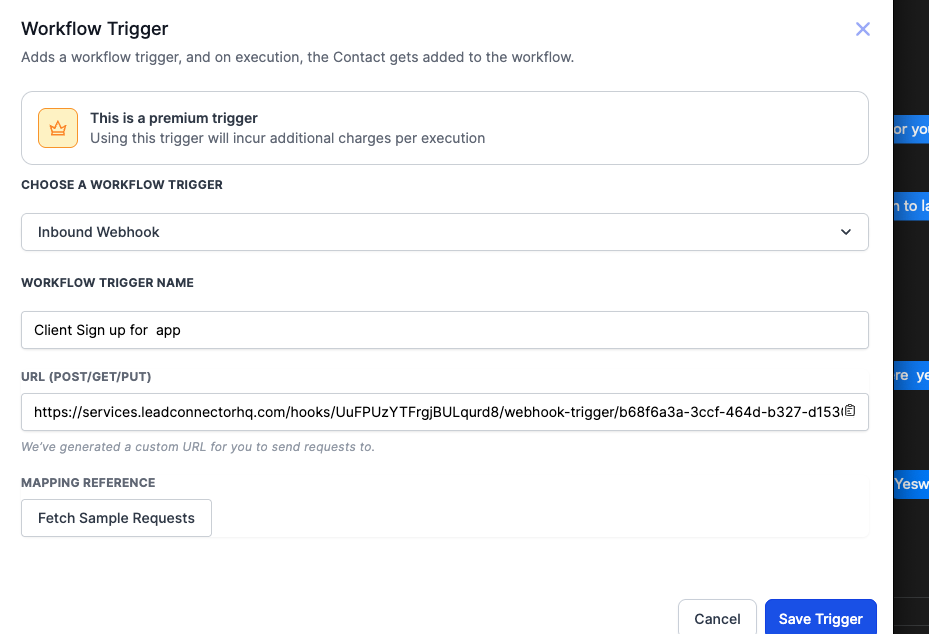 Workflow Trigger
Adds a workflow trigger, and on execution, the Contact gets added to the workflow.
This is a premium trigger
Using this trigger will incur additional charges per execution
CHOOSE A WORKFLOW TRIGGER
Inbound Webhook
WORKFLOW TRIGGER NAME
Client Sign up for  app
URL (POST/GET/PUT)
https://services.leadconnectorhq.com/hooks/UuFPUzYTFrgjBULqurd8/webhook-trigger/b68f6a3a-3ccf-464d-b327-d153
We've generated a custom URL for you to send requests to.
MAPPING REFERENCE
Fetch Sample Requests
Cancel
Save Trigger
or you
to la
Yesw